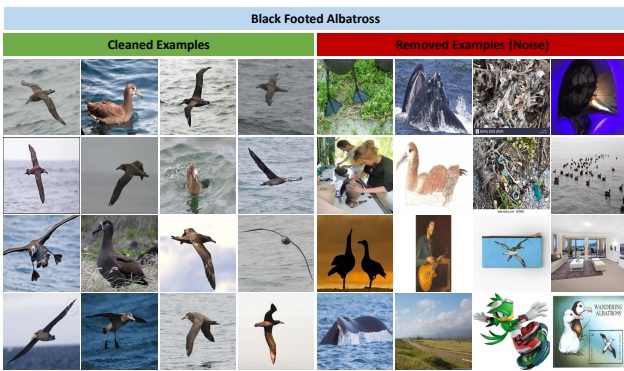 Black Footed Albatross
Cleaned Examples
Removed Examples (Noise)
WANDERING
ALBATROSS